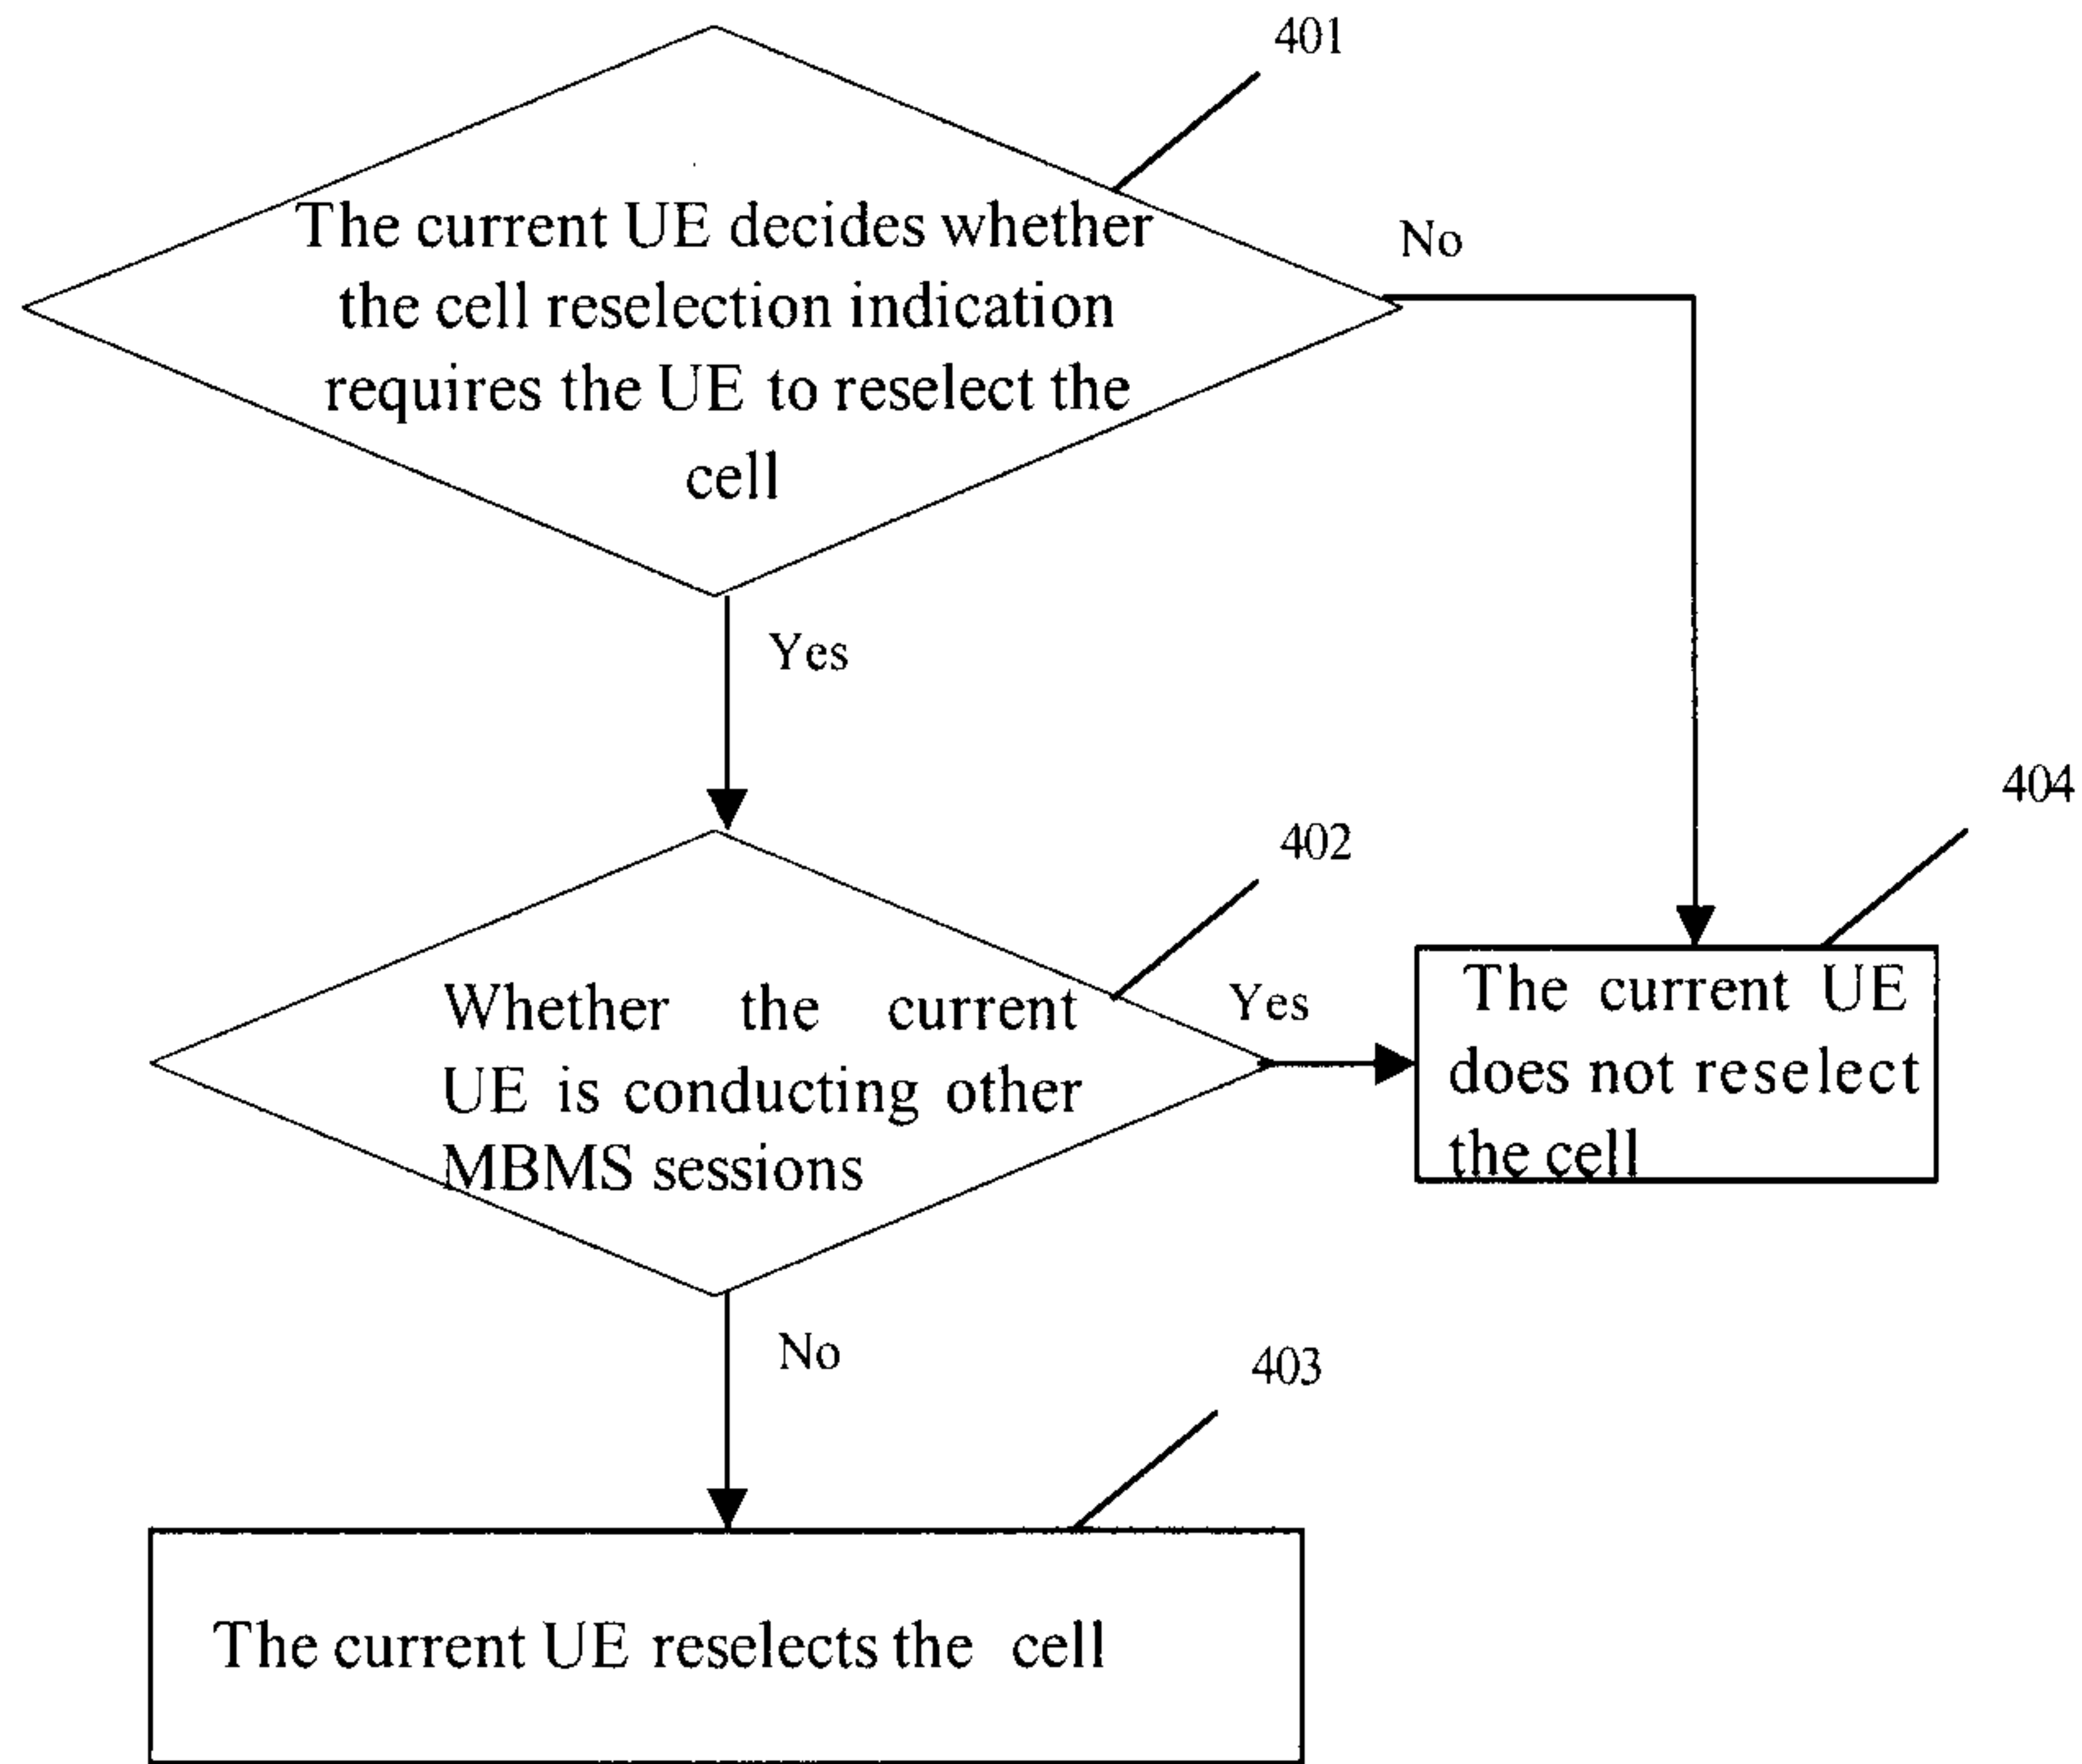 401
The current UE decides whether
the cell reselection indication
requires the UE to reselect the
cell
No
Yes
402
404
Whether the current
UE is conducting other
MBMS sessions
Yes
The current UE
does not reselect
the cell
No
403
The current UE reselects the cell